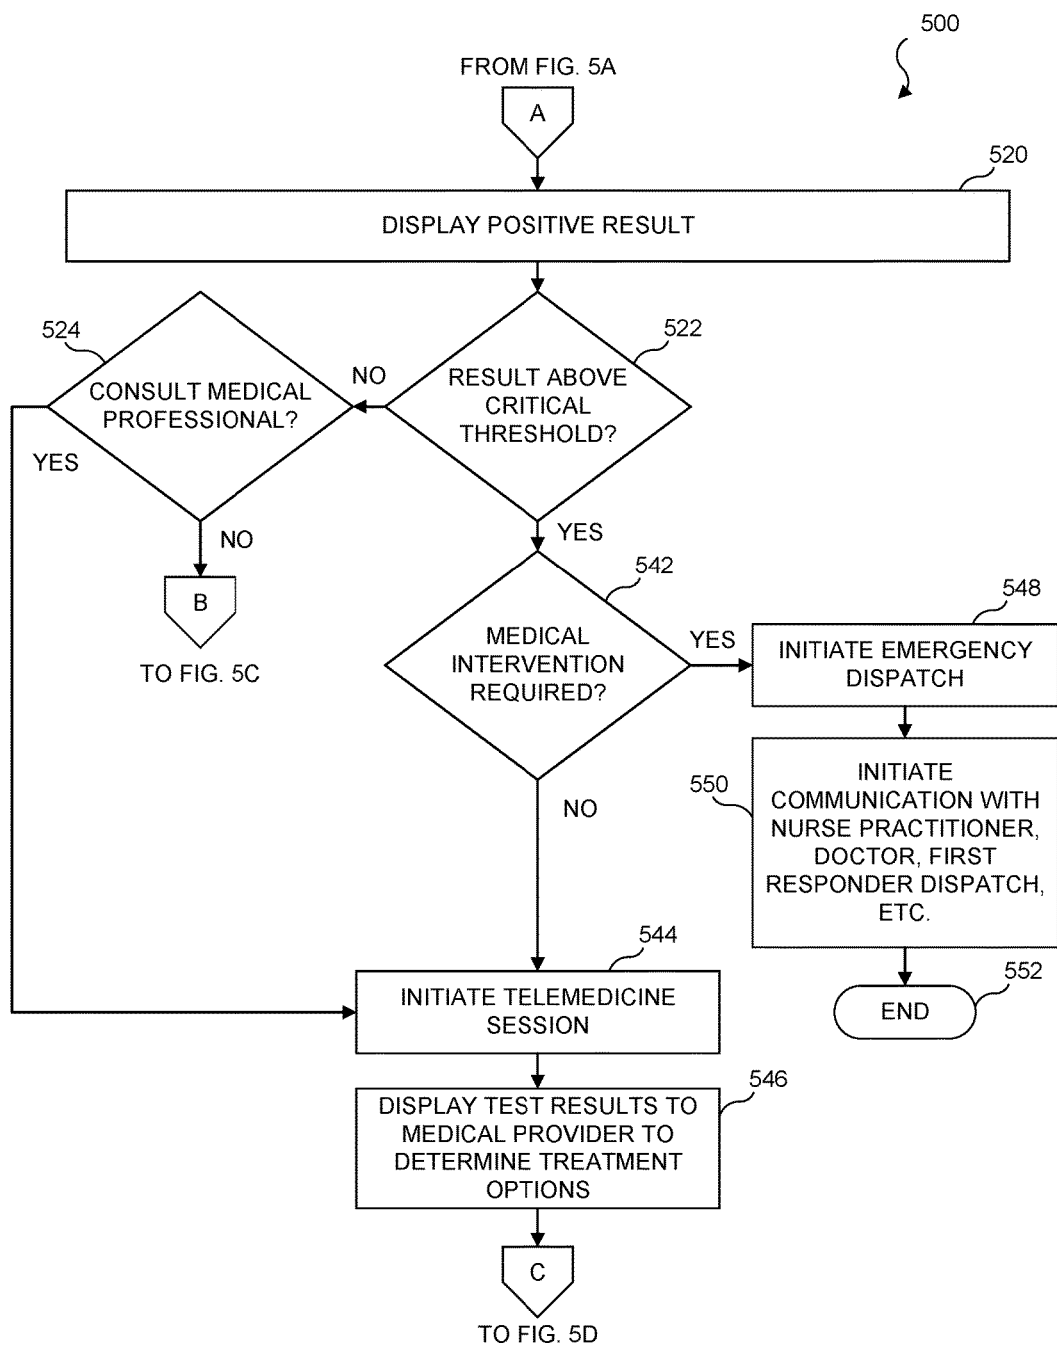 500
FROM FIG. 5A
A
520
DISPLAY POSITIVE RESULT
524
522
CONSULT MEDICAL
PROFESSIONAL?
NO
RESULT ABOVE
CRITICAL
THRESHOLD?
YES
NO
YES
B
TO FIG. 5C
542
MEDICAL
INTERVENTION
REQUIRED?
YES
548
INITIATE EMERGENCY
DISPATCH
NO
550
INITIATE
COMMUNICATION WITH
NURSE PRACTITIONER,
DOCTOR, FIRST
RESPONDER DISPATCH,
ETC.
544
INITIATE TELEMEDICINE
SESSION
552
END
546
DISPLAY TEST RESULTS TO
MEDICAL PROVIDER TO
DETERMINE TREATMENT
OPTIONS
C
TO FIG. 5D